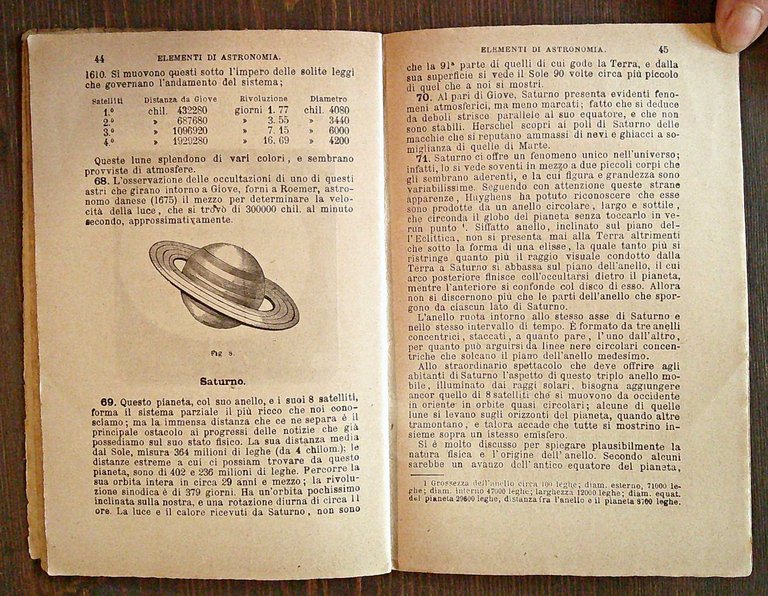 44 ELEMENTI DI ASTRONOMIA.
1610. Si muovono questi sotto l'impero delle solite leggi
che governano l'andamento del sistema;
Satelliti Distanza da Giove Rivoluzione Diametro
1.º chil. 432280 giorni 1. 77 chil. 4080
2.º » 687680 » 3. 55 » 3440
3.º » 1096920 » 7. 15 » 6000
4.º » 1929280 » 16. 69 » 4200
Queste lune splendono di vari colori, e sembrano
provviste di atmosfere.
68. L'osservazione delle occultazioni di uno di questi
astri che girano intorno a Giove, fornì a Roemer, astro-
nomo danese (1675) il mezzo per determinare la velo-
cità della luce, che si trovò di 300000 chil. al minuto
secondo, approssimativamente.
Fig 8.
Saturno.
69. Questo pianeta, col suo anello, e i suoi 8 satelliti,
forma il sistema parziale il più ricco che noi cono-
sciamo; ma la immensa distanza che ce ne separa è il
principale ostacolo ai progressi delle notizie che già
possediamo sul suo stato fisico. La sua distanza media
dal Sole, misura 364 milioni di leghe (da 4 chilom.); le
distanze estreme a cui ci possiam trovare da questo
pianeta, sono di 402 e 236 milioni di leghe. Percorre la
sua orbita intera in circa 29 anni e mezzo; la rivolu-
zione sinodica è di 379 giorni. Ha un'orbita pochissimo
inclinata sulla nostra, e una rotazione diurna di circa 11
ore. La luce e il calore ricevuti da Saturno, non sono
ELEMENTI DI ASTRONOMIA. 45
che la 91ª parte di quelli di cui gode la Terra, e dalla
sua superficie si vede il Sole 90 volte circa più piccolo
di quel che a noi si mostri.
70. Al pari di Giove, Saturno presenta evidenti feno-
meni atmosferici, ma meno marcati; fatto che si deduce
da deboli strisce parallele al suo equatore, e che non
sono stabili. Herschel scoprì ai poli di Saturno delle
macchie che si reputano ammassi di nevi e ghiacci a so-
miglianza di quelle di Marte.
71. Saturno ci offre un fenomeno unico nell'universo;
infatti, lo si vede soventi in mezzo a due piccoli corpi che
gli sembrano aderenti, e la cui figura e grandezza sono
variabilissime. Seguendo con attenzione queste strane
apparenze, Huyghens ha potuto riconoscere che esse
sono prodotte da un anello circolare, largo e sottile,
che circonda il globo del pianeta senza toccarlo in ve-
run punto ¹. Siffatto anello, inclinato sul piano del-
l'Eclittica, non si presenta mai alla Terra altrimenti
che sotto la forma di una elisse, la quale tanto più si
ristringe quanto più il raggio visuale condotto dalla
Terra a Saturno si abbassa sul piano dell'anello, il cui
arco posteriore finisce coll'occultarsi dietro il pianeta,
mentre l'anteriore si confonde col disco di esso. Allora
non si discernono più che le parti dell'anello che spor-
gono da ciascun lato di Saturno.
L'anello ruota intorno allo stesso asse di Saturno e
nello stesso intervallo di tempo. È formato da tre anelli
concentrici, staccati, a quanto pare, l'uno dall'altro,
per quanto può arguirsi da linee nere circolari concen-
triche che solcano il piano dell'anello medesimo.
Allo straordinario spettacolo che deve offrire agli
abitanti di Saturno l'aspetto di questo triplo anello mo-
bile, illuminato dai raggi solari, bisogna aggiungere
ancor quello di 8 satelliti che si muovono da occidente
in oriente in orbite quasi circolari; alcune di quelle
lune si levano sugli orizzonti del pianeta, quando altre
tramontano, e talora accade che tutte si mostrino in-
sieme sopra un istesso emisfero.
Si è molto discusso per spiegare plausibilmente la
natura fisica e l'origine dell'anello. Secondo alcuni
sarebbe un avanzo dell'antico equatore del pianeta,
1 Grossezza dell'anello circa 100 leghe; diam. esterno, 71000 le-
ghe; diam. interno 47000 leghe; larghezza 12000 leghe; diam. equat.
del pianeta 29600 leghe, distanza fra l'anello e il pianeta 8700 leghe.